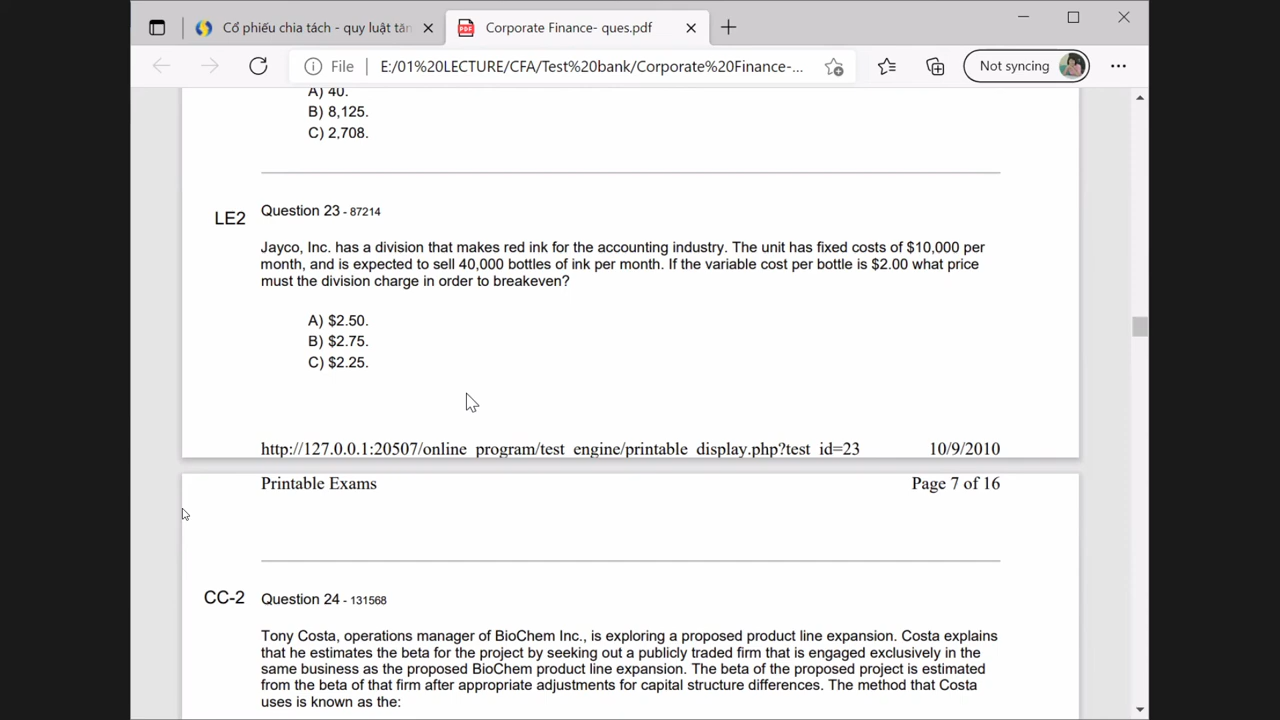 Cổ phiếu chia tách - quy luật tăn
Corporate Finance- ques.pdf
File
E:/01%20LECTURE/CFA/Test%20bank/Corporate%20Finance-...
Not syncing
A) 40.
B) 8,125.
C) 2,708.
LE2
Question 23 - 87214
Jayco, Inc. has a division that makes red ink for the accounting industry. The unit has fixed costs of $10,000 per
month, and is expected to sell 40,000 bottles of ink per month. If the variable cost per bottle is $2.00 what price
must the division charge in order to breakeven?
A) $2.50.
B) $2.75.
C) $2.25.
http://127.0.0.1:20507/online_program/test_engine/printable_display.php?test_id=23 10/9/2010
Printable Exams Page 7 of 16
CC-2
Question 24 - 131568
Tony Costa, operations manager of BioChem Inc., is exploring a proposed product line expansion. Costa explains
that he estimates the beta for the project by seeking out a publicly traded firm that is engaged exclusively in the
same business as the proposed BioChem product line expansion. The beta of the proposed project is estimated
from the beta of that firm after appropriate adjustments for capital structure differences. The method that Costa
uses is known as the: